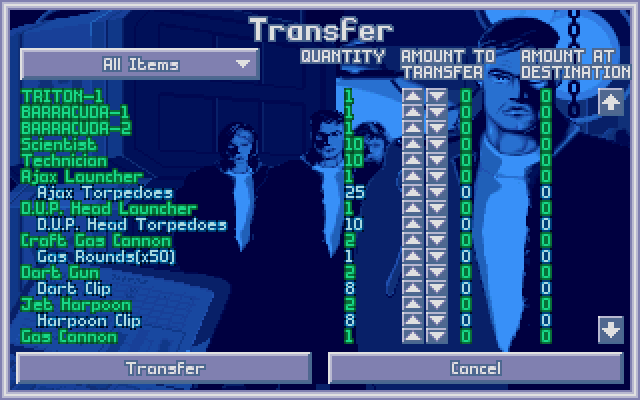 Transfer
All Items
QUANTITY AMOUNT TO TRANSFER AMOUNT AT DESTINATION
TRITON-1 1 0 0
BARRACUDA-1 1 0 0
BARRACUDA-2 1 0 0
Scientist 10 0 0
Technician 10 0 0
Ajax Launcher 1 0 0
Ajax Torpedoes 25 0 0
D.U.P. Head Launcher 1 0 0
D.U.P. Head Torpedoes 10 0 0
Craft Gas Cannon 2 0 0
Gas Rounds(x50) 1 0 0
Dart Gun 2 0 0
Dart Clip 8 0 0
Jet Harpoon 2 0 0
Harpoon Clip 8 0 0
Gas Cannon 1 0 0
Transfer Cancel